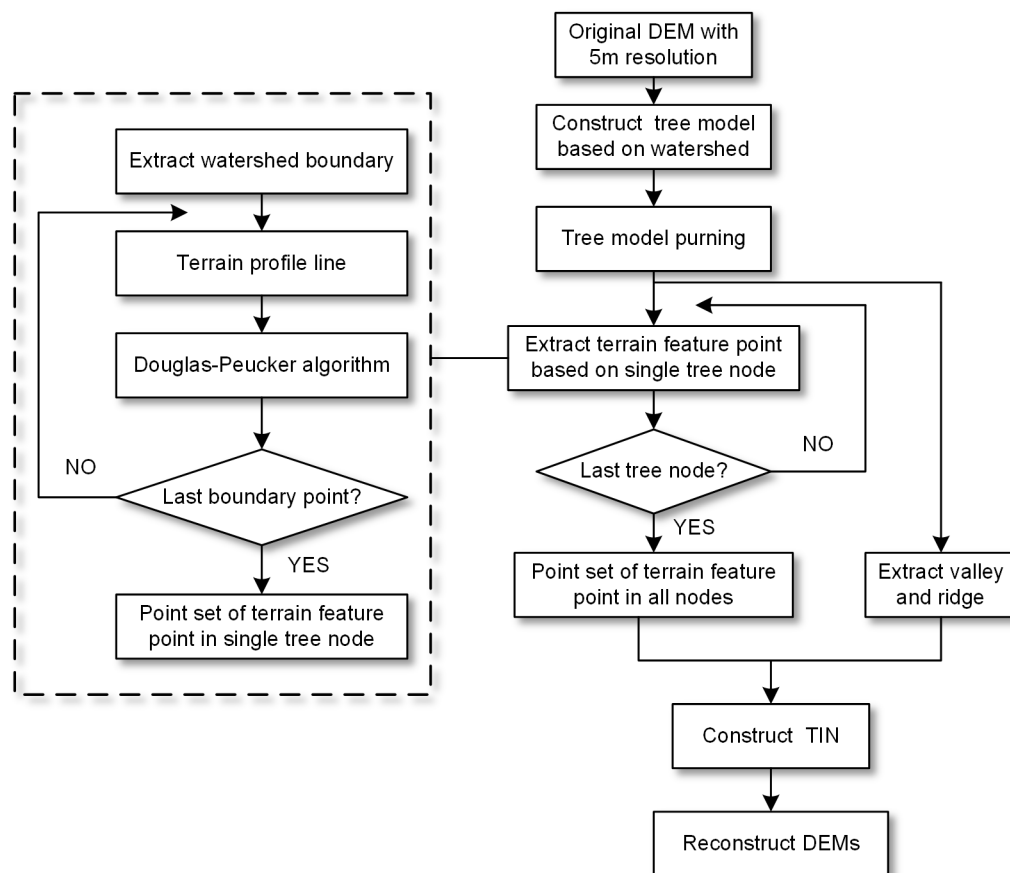 Original DEM with
5m resolution
Construct tree model
based on watershed
Tree model purning
Extract terrain feature point
based on single tree node
NO
Last tree node?
YES
Point set of terrain feature
point in all nodes
Extract valley
and ridge
Construct TIN
Reconstruct DEMs
Extract watershed boundary
Terrain profile line
Douglas-Peucker algorithm
NO
Last boundary point?
YES
Point set of terrain feature
point in single tree node